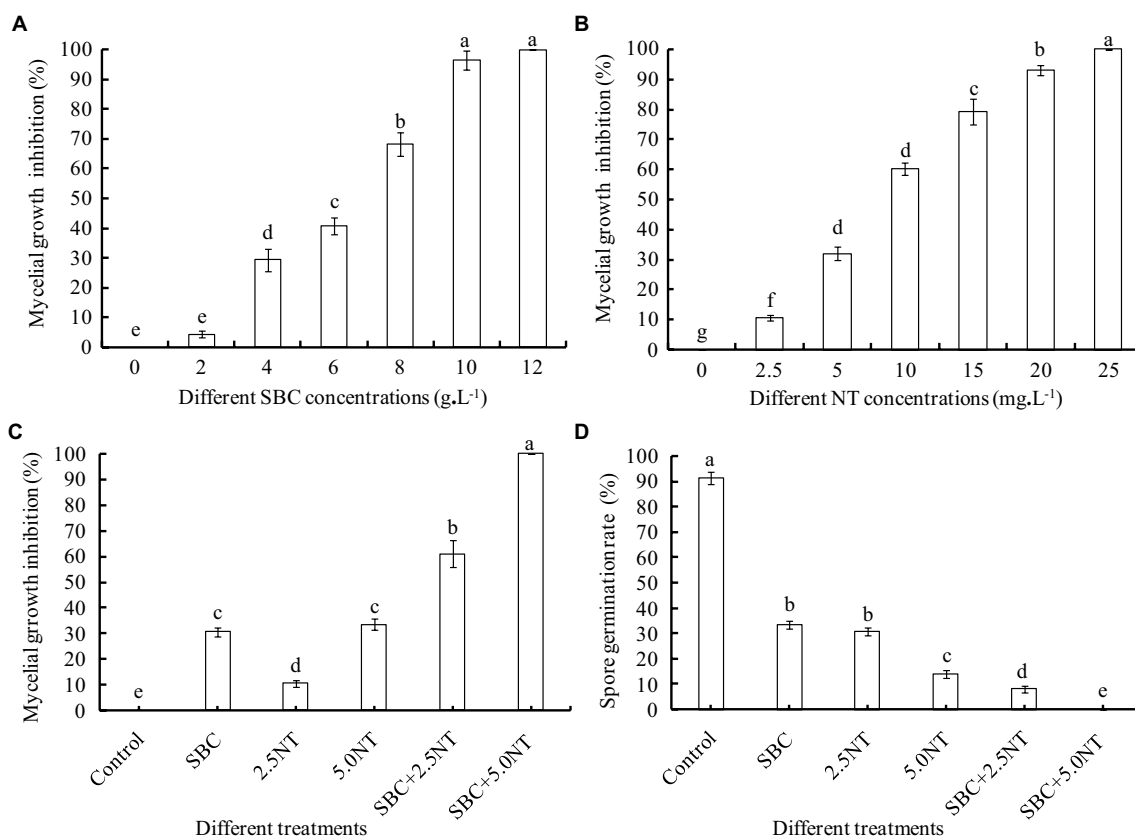 A
Mycelial growth inhibition (%)
100
90
80
70
60
50
40
30
20
10
0
e
e
d
c
b
a
a
0 2 4 6 8 10 12
Different SBC concentrations (g.L-1)
B
Mycelial growth inhibition (%)
100
90
80
70
60
50
40
30
20
10
0
g
f
d
d
c
b
a
0 2.5 5 10 15 20 25
Different NT concentrations (mg.L-1)
C
Mycelial grrowth inhibition (%)
100
90
80
70
60
50
40
30
20
10
0
e
c
d
c
b
a
Control
SBC
2.5NT
5.0NT
SBC+2.5NT
SBC+5.0NT
Different treatments
D
Spore germination rate (%)
100
90
80
70
60
50
40
30
20
10
0
a
b
b
c
d
e
Control
SBC
2.5NT
5.0NT
SBC+2.5NT
SBC+5.0NT
Different treatments